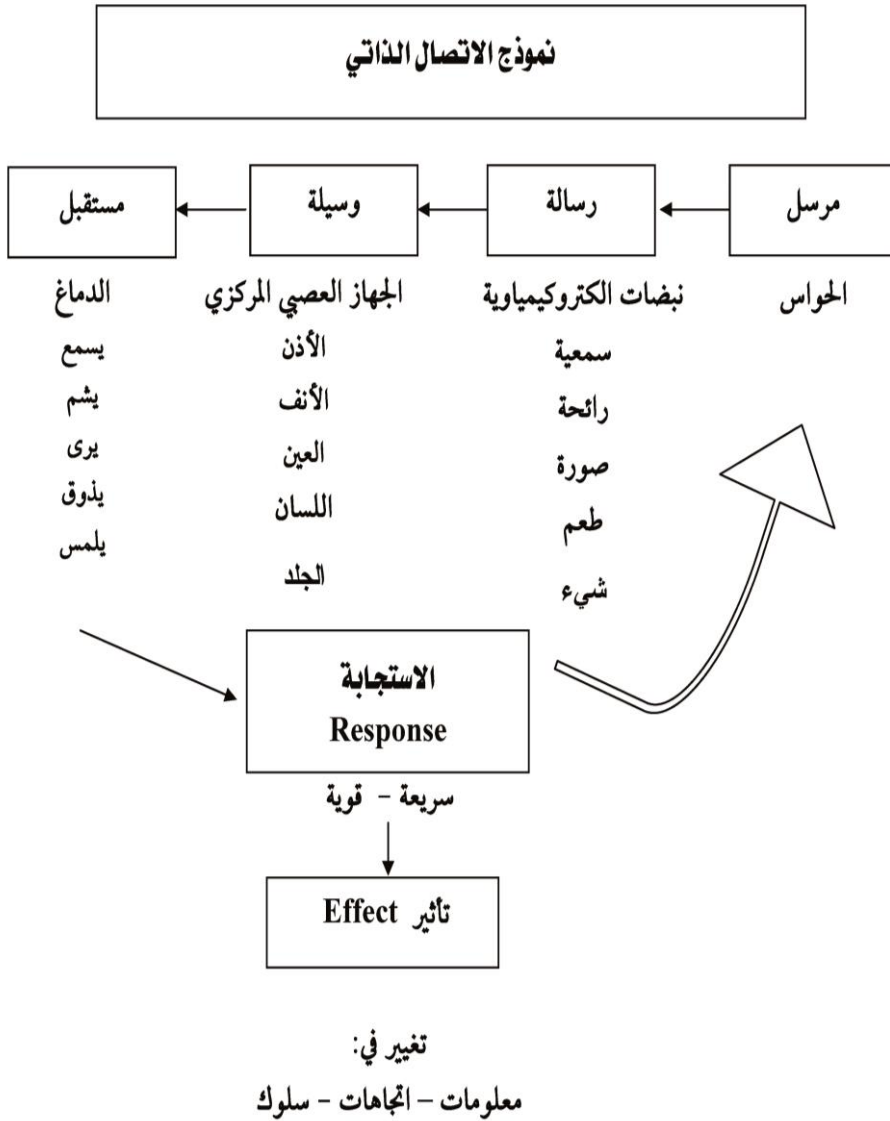 نموذج الاتصال الذاتي
مرسل
رسالة
وسيلة
مستقبل
الحواس
نبضات الكتروكيمياوية
الجهاز العصبي المركزي
الدماغ
سمعية
الأذن
يسمع
رائحة
الأنف
يشم
صورة
العين
يرى
طعم
اللسان
يذوق
شيء
الجلد
يلمس
الاستجابة
Response
سريعة – قوية
تأثير Effect
تغيير في:
معلومات – اتجاهات – سلوك